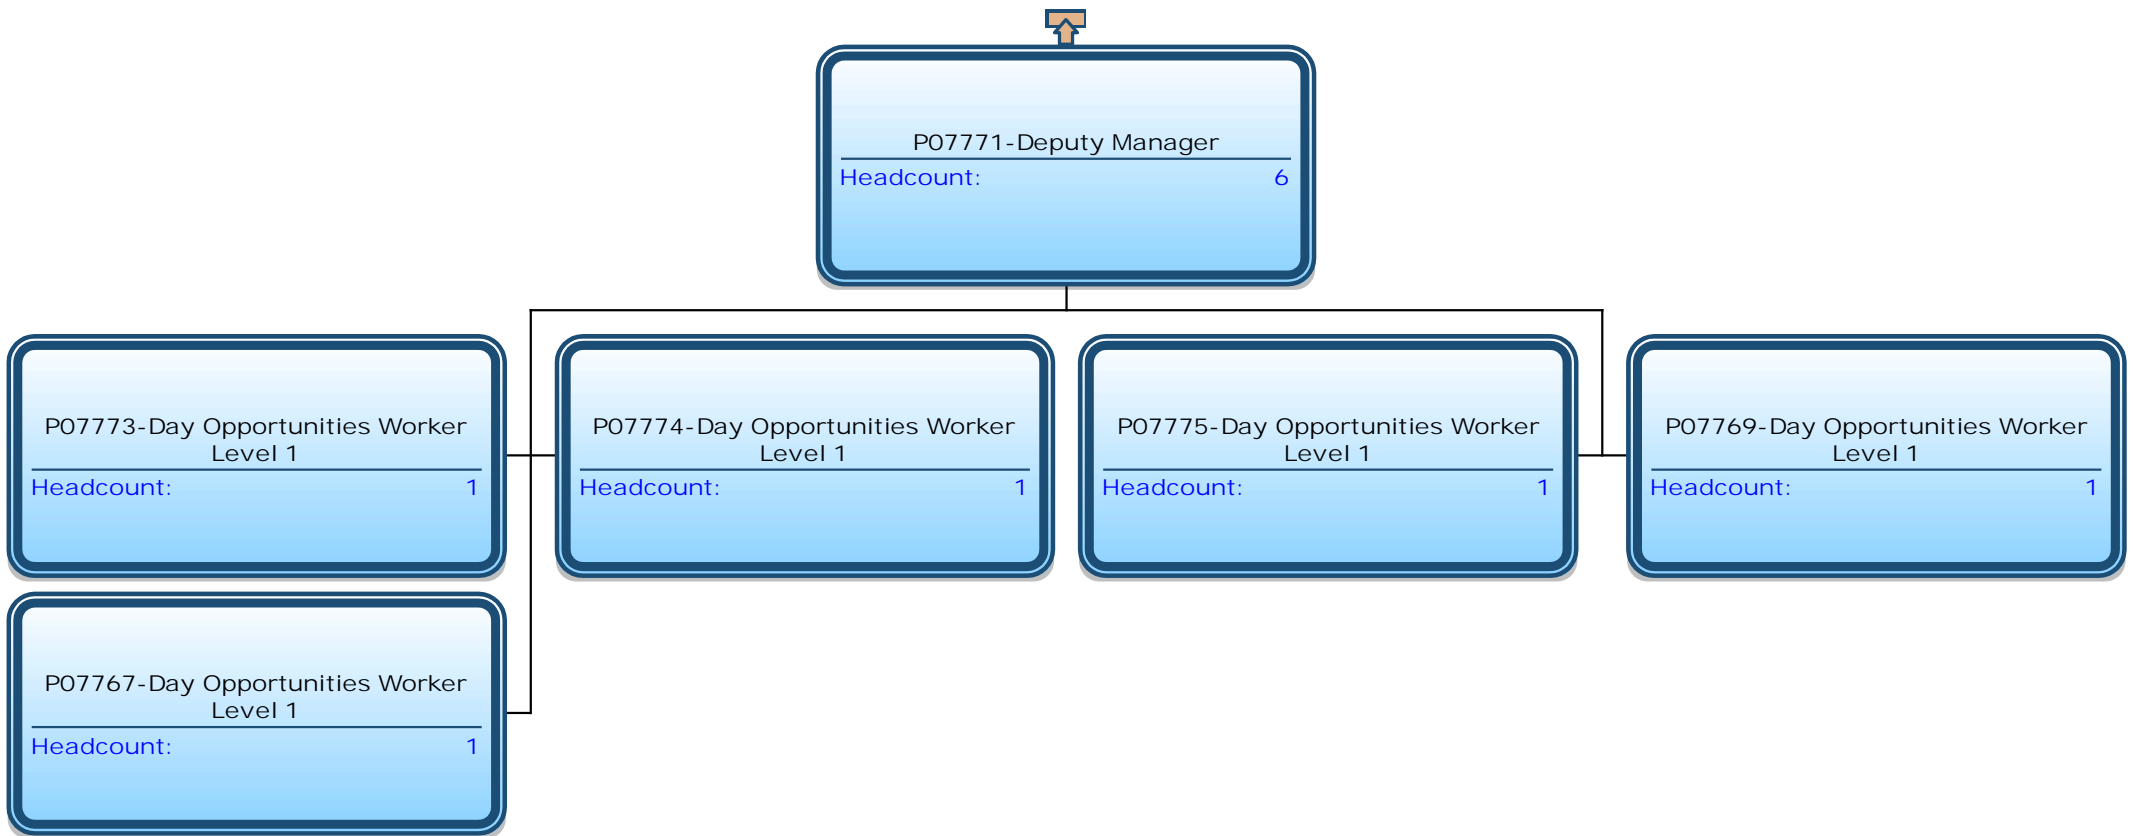 P07771-Deputy Manager
Headcount: 6
P07773-Day Opportunities Worker
Level 1
Headcount: 1
P07774-Day Opportunities Worker
Level 1
Headcount: 1
P07775-Day Opportunities Worker
Level 1
Headcount: 1
P07769-Day Opportunities Worker
Level 1
Headcount: 1
P07767-Day Opportunities Worker
Level 1
Headcount: 1